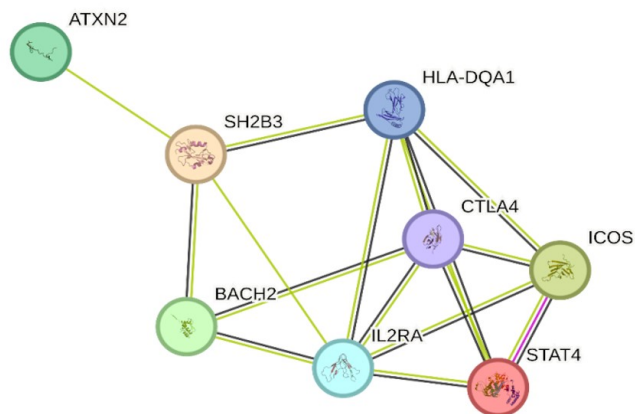 ATXN2
HLA-DQA1
SH2B3
CTLA4
ICOS
BACH2
IL2RA
STAT4